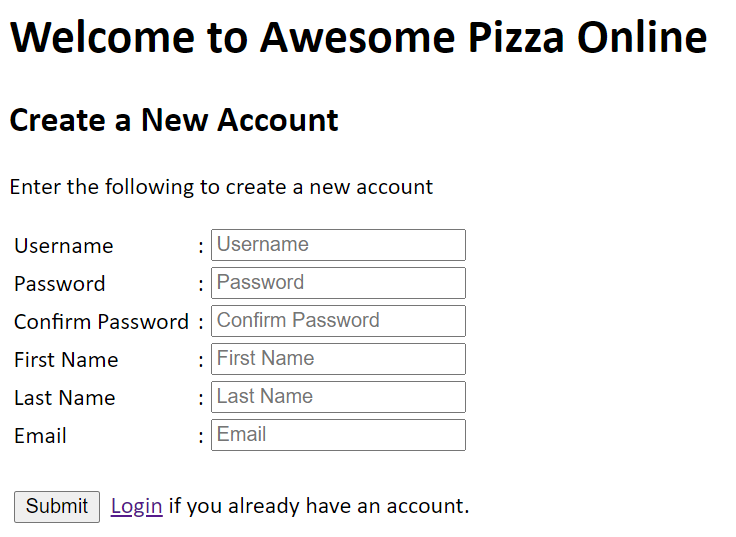 Welcome to Awesome Pizza Online
Create a New Account
Enter the following to create a new account
Username : Username
Password : Password
Confirm Password : Confirm Password
First Name : First Name
Last Name : Last Name
Email : Email
Submit Login if you already have an account.